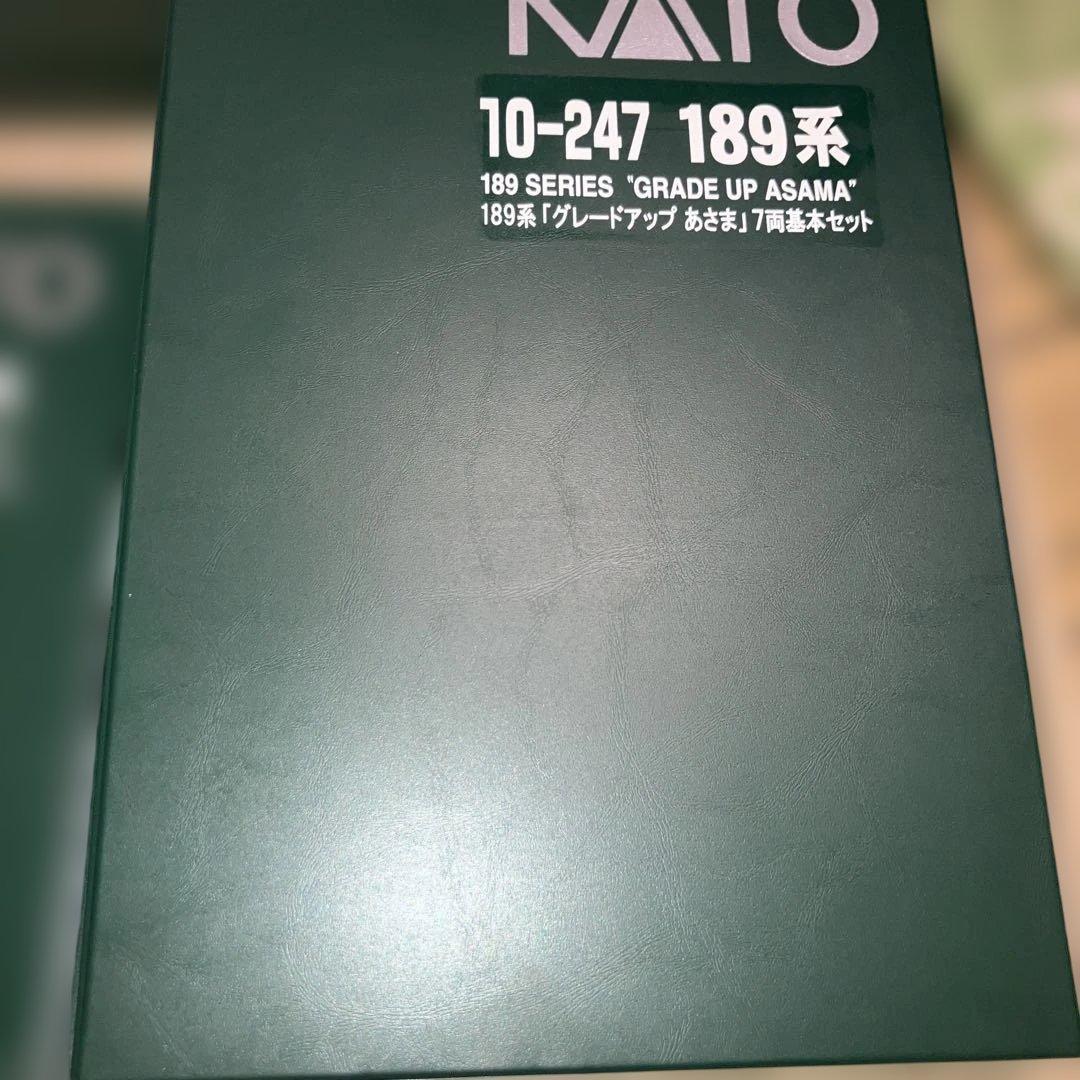 KATO
10-247 189系
189 SERIES "GRADE UP ASAMA"
189系「グレードアップ あさま」7両基本セット